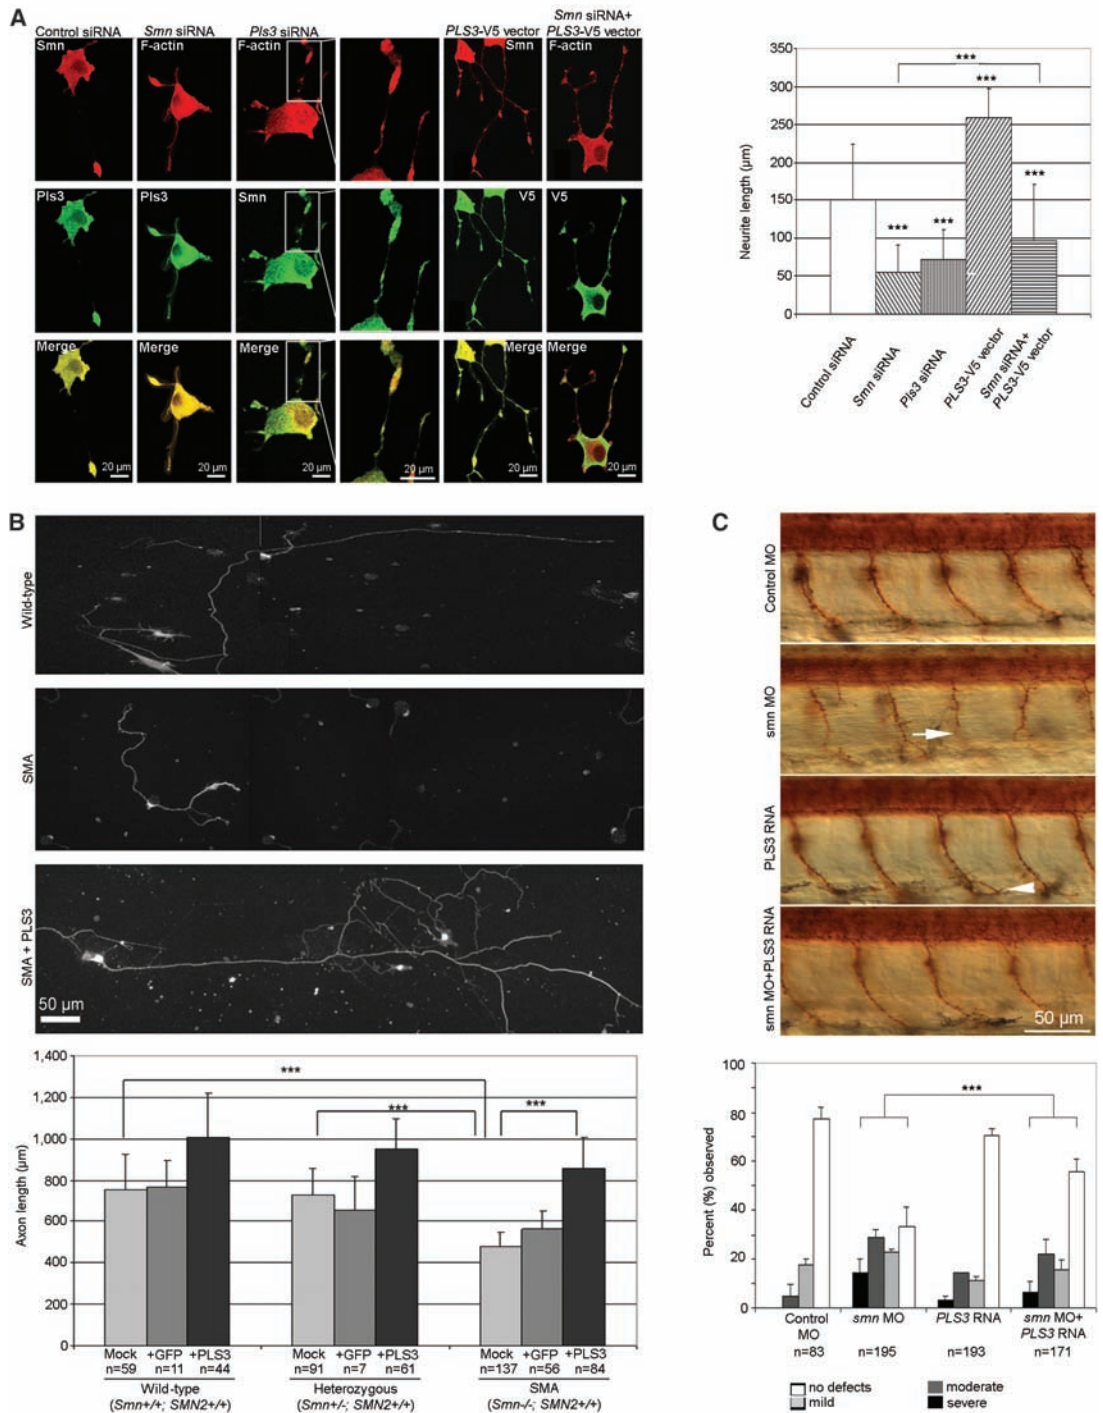 A
Control siRNA
Smn siRNA
Pls3 siRNA
PLS3-V5 vector
Smn siRNA+
PLS3-V5 vector
Smn
F-actin
F-actin
Smn
F-actin
Pls3
Pls3
Smn
V5
V5
Merge
Merge
Merge
Merge
Merge
20 µm
20 µm
20 µm
20 µm
20 µm
20 µm
Neurite length (µm)
350
300
250
200
150
100
50
0
***
***
***
***
***
Control siRNA
Smn siRNA
Pls3 siRNA
PLS3-V5 vector
Smn siRNA+
PLS3-V5 vector
B
Wild-type
SMA
SMA + PLS3
50 µm
Axon length (µm)
1,400
1,200
1,000
800
600
400
200
0
***
***
***
Mock +GFP +PLS3
n=59 n=11 n=44
Wild-type
(Smn+/+; SMN2+/+)
Mock +GFP +PLS3
n=91 n=7 n=61
Heterozygous
(Smn+/-; SMN2+/+)
Mock +GFP +PLS3
n=137 n=56 n=84
SMA
(Smn-/-; SMN2+/+)
C
Control MO
smn MO
PLS3 RNA
smn MO+PLS3 RNA
50 µm
Percent (%) observed
100
80
60
40
20
0
***
Control
MO
n=83
smn MO
n=195
PLS3 RNA
n=193
smn MO+
PLS3 RNA
n=171
no defects
mild
moderate
severe